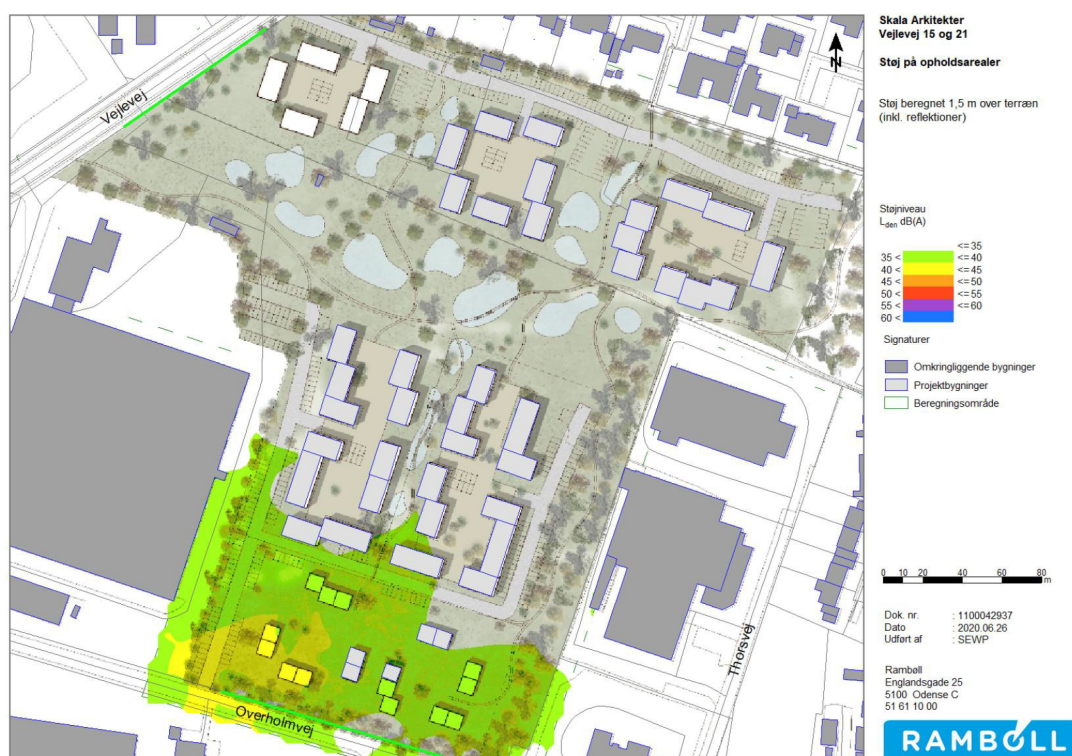 Skala Arkitekter
Vejlevej 15 og 21
Støj på opholdsarealer
Støj beregnet 1,5 m over terræn
(inkl. reflektioner)
Støjniveau
Lden dB(A)
<= 35
35 < <= 40
40 < <= 45
45 < <= 50
50 < <= 55
55 < <= 60
60 <
Signaturer
Omkringliggende bygninger
Projektbygninger
Beregningsområde
0 10 20 40 60 80
m
Dok. nr. : 1100042937
Dato : 2020.06.26
Udført af : SEWP
Rambøll
Englandsgade 25
5100 Odense C
51 61 10 00
RAMBOLL
N
Vejlevej
Thorsvej
Overholmvej